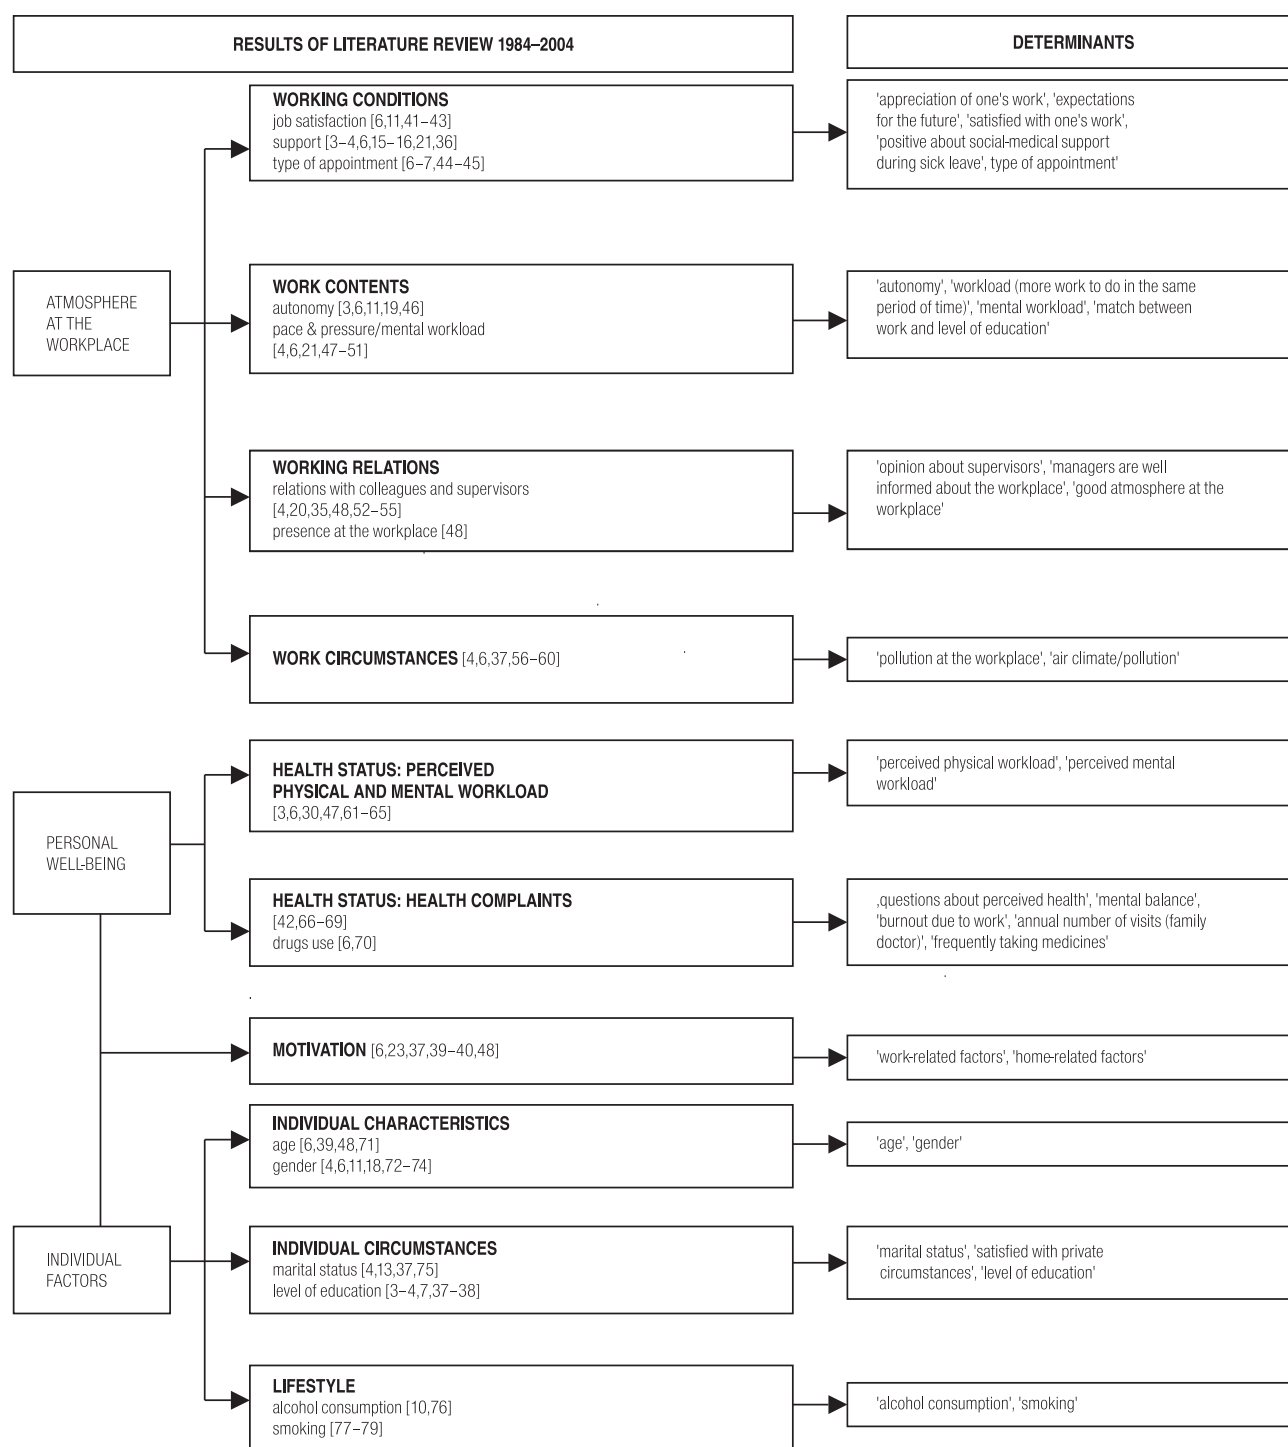 RESULTS OF LITERATURE REVIEW 1984–2004
DETERMINANTS
WORKING CONDITIONS
job satisfaction [6,11,41–43]
support [3–4,6,15–16,21,36]
type of appointment [6–7,44–45]
'appreciation of one's work', 'expectations
for the future', 'satisfied with one's work',
'positive about social-medical support
during sick leave', type of appointment'
ATMOSPHERE
AT THE
WORKPLACE
WORK CONTENTS
autonomy [3,6,11,19,46]
pace & pressure/mental workload
[4,6,21,47–51]
'autonomy', 'workload (more work to do in the same
period of time)', 'mental workload', 'match between
work and level of education'
WORKING RELATIONS
relations with colleagues and supervisors
[4,20,35,48,52–55]
presence at the workplace [48]
'opinion about supervisors', 'managers are well
informed about the workplace', 'good atmosphere at the
workplace'
WORK CIRCUMSTANCES [4,6,37,56–60]
'pollution at the workplace', 'air climate/pollution'
HEALTH STATUS: PERCEIVED
PHYSICAL AND MENTAL WORKLOAD
[3,6,30,47,61–65]
'perceived physical workload', 'perceived mental
workload'
PERSONAL
WELL-BEING
HEALTH STATUS: HEALTH COMPLAINTS
[42,66–69]
drugs use [6,70]
,questions about perceived health', 'mental balance',
'burnout due to work', 'annual number of visits (family
doctor)', 'frequently taking medicines'
MOTIVATION [6,23,37,39–40,48]
'work-related factors', 'home-related factors'
INDIVIDUAL CHARACTERISTICS
age [6,39,48,71]
gender [4,6,11,18,72–74]
'age', 'gender'
INDIVIDUAL
FACTORS
INDIVIDUAL CIRCUMSTANCES
marital status [4,13,37,75]
level of education [3–4,7,37–38]
'marital status', 'satisfied with private
circumstances', 'level of education'
LIFESTYLE
alcohol consumption [10,76]
smoking [77–79]
'alcohol consumption', 'smoking'